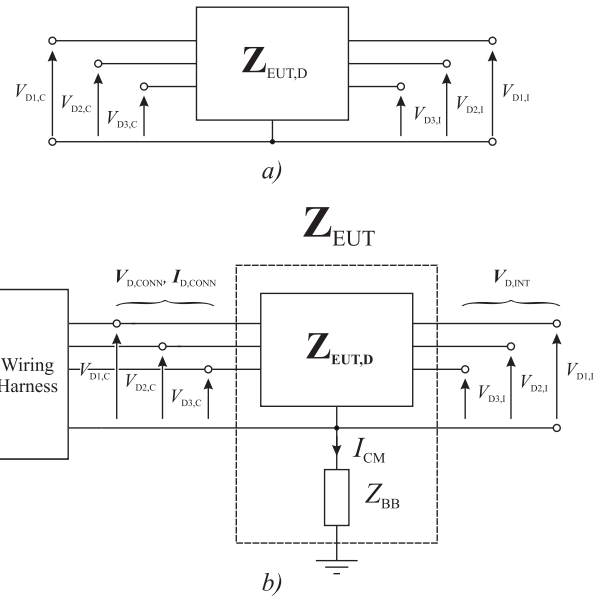 Z_EUT,D
V_D1,C
V_D2,C
V_D3,C
V_D3,I
V_D2,I
V_D1,I
a)
Z_EUT
V_D,CONN, I_D,CONN
V_D,INT
Wiring
Harness
Z_EUT,D
V_D1,C
V_D2,C
V_D3,C
V_D3,I
V_D2,I
V_D1,I
I_CM
Z_BB
b)